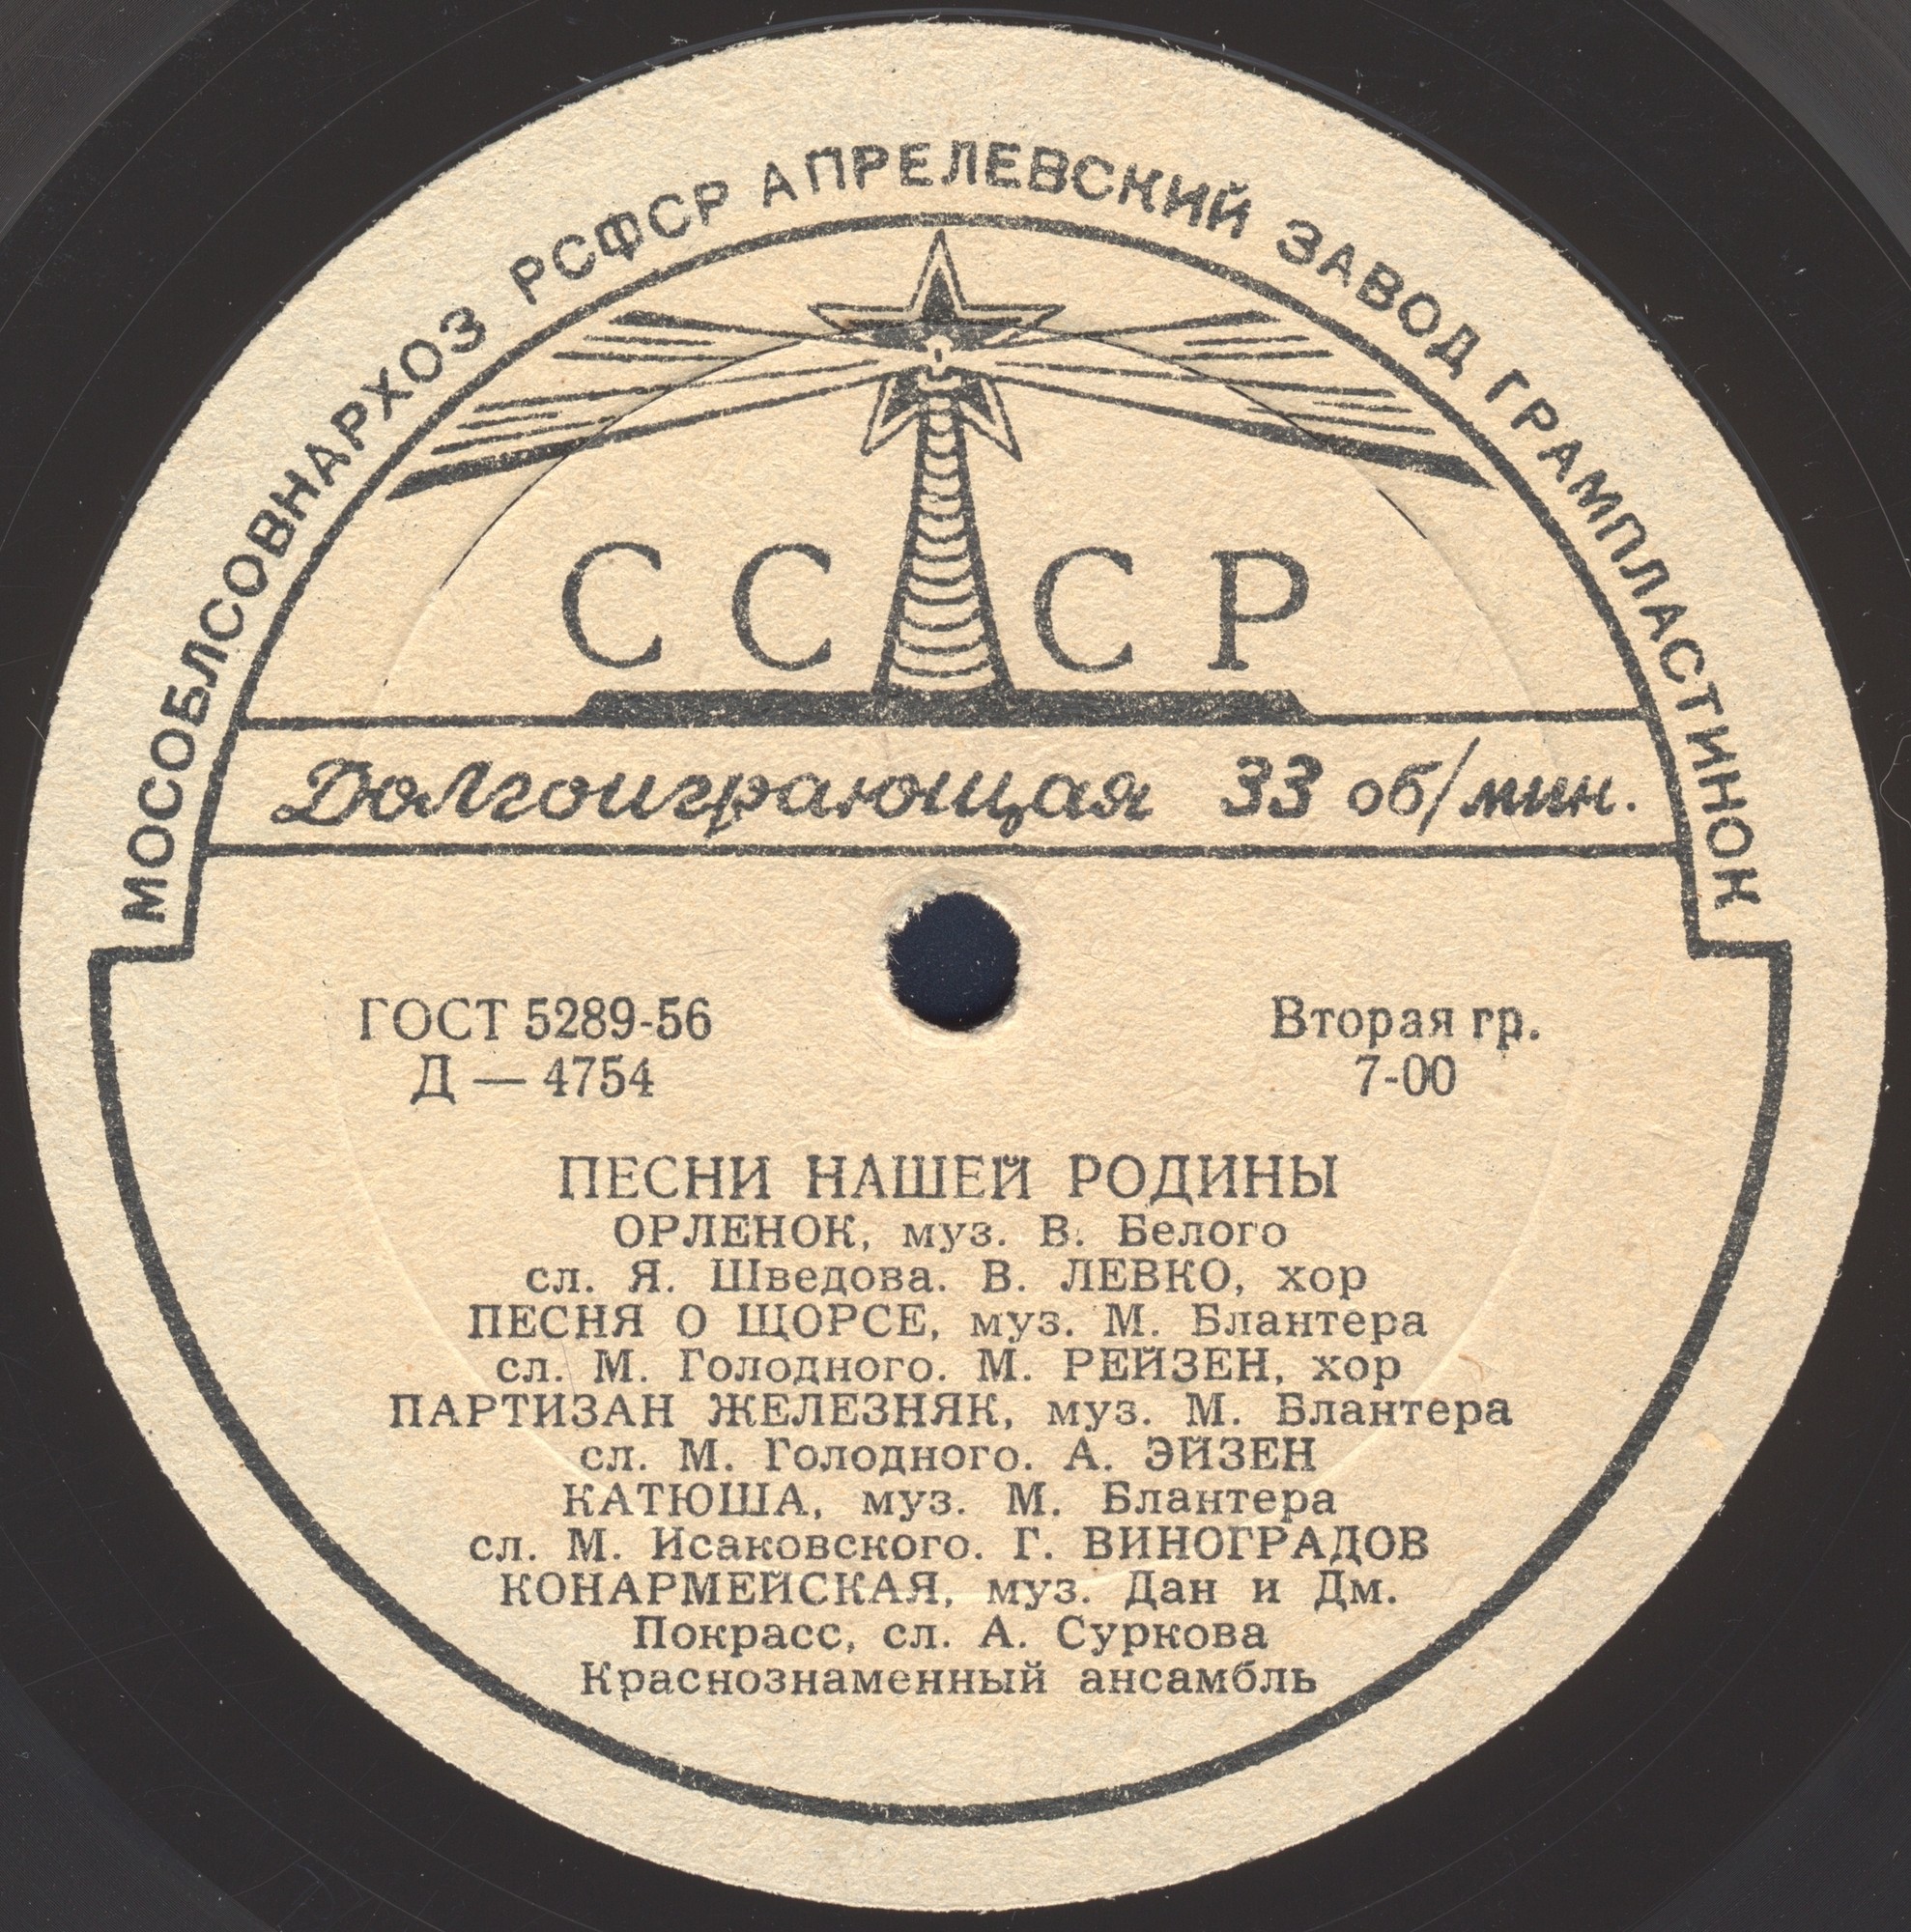 МОСОБЛСОВНАРХОЗ РСФСР АПРЕЛЕВСКИЙ ЗАВОД ГРАМПЛАСТИНОК
СССР
Долгоиграющая 33 об/мин.
ГОСТ 5289-56 Вторая гр.
Д — 4754 7-00
ПЕСНИ НАШЕЙ РОДИНЫ
ОРЛЕНОК, муз. В. Белого
сл. Я. Шведова. В. ЛЕВКО, хор
ПЕСНЯ О ЩОРСЕ, муз. М. Блантера
сл. М. Голодного. М. РЕЙЗЕН, хор
ПАРТИЗАН ЖЕЛЕЗНЯК, муз. М. Блантера
сл. М. Голодного. А. ЭЙЗЕН
КАТЮША, муз. М. Блантера
сл. М. Исаковского. Г. ВИНОГРАДОВ
КОНАРМЕЙСКАЯ, муз. Дан и Дм.
Покрасс, сл. А. Суркова
Краснознаменный ансамбль